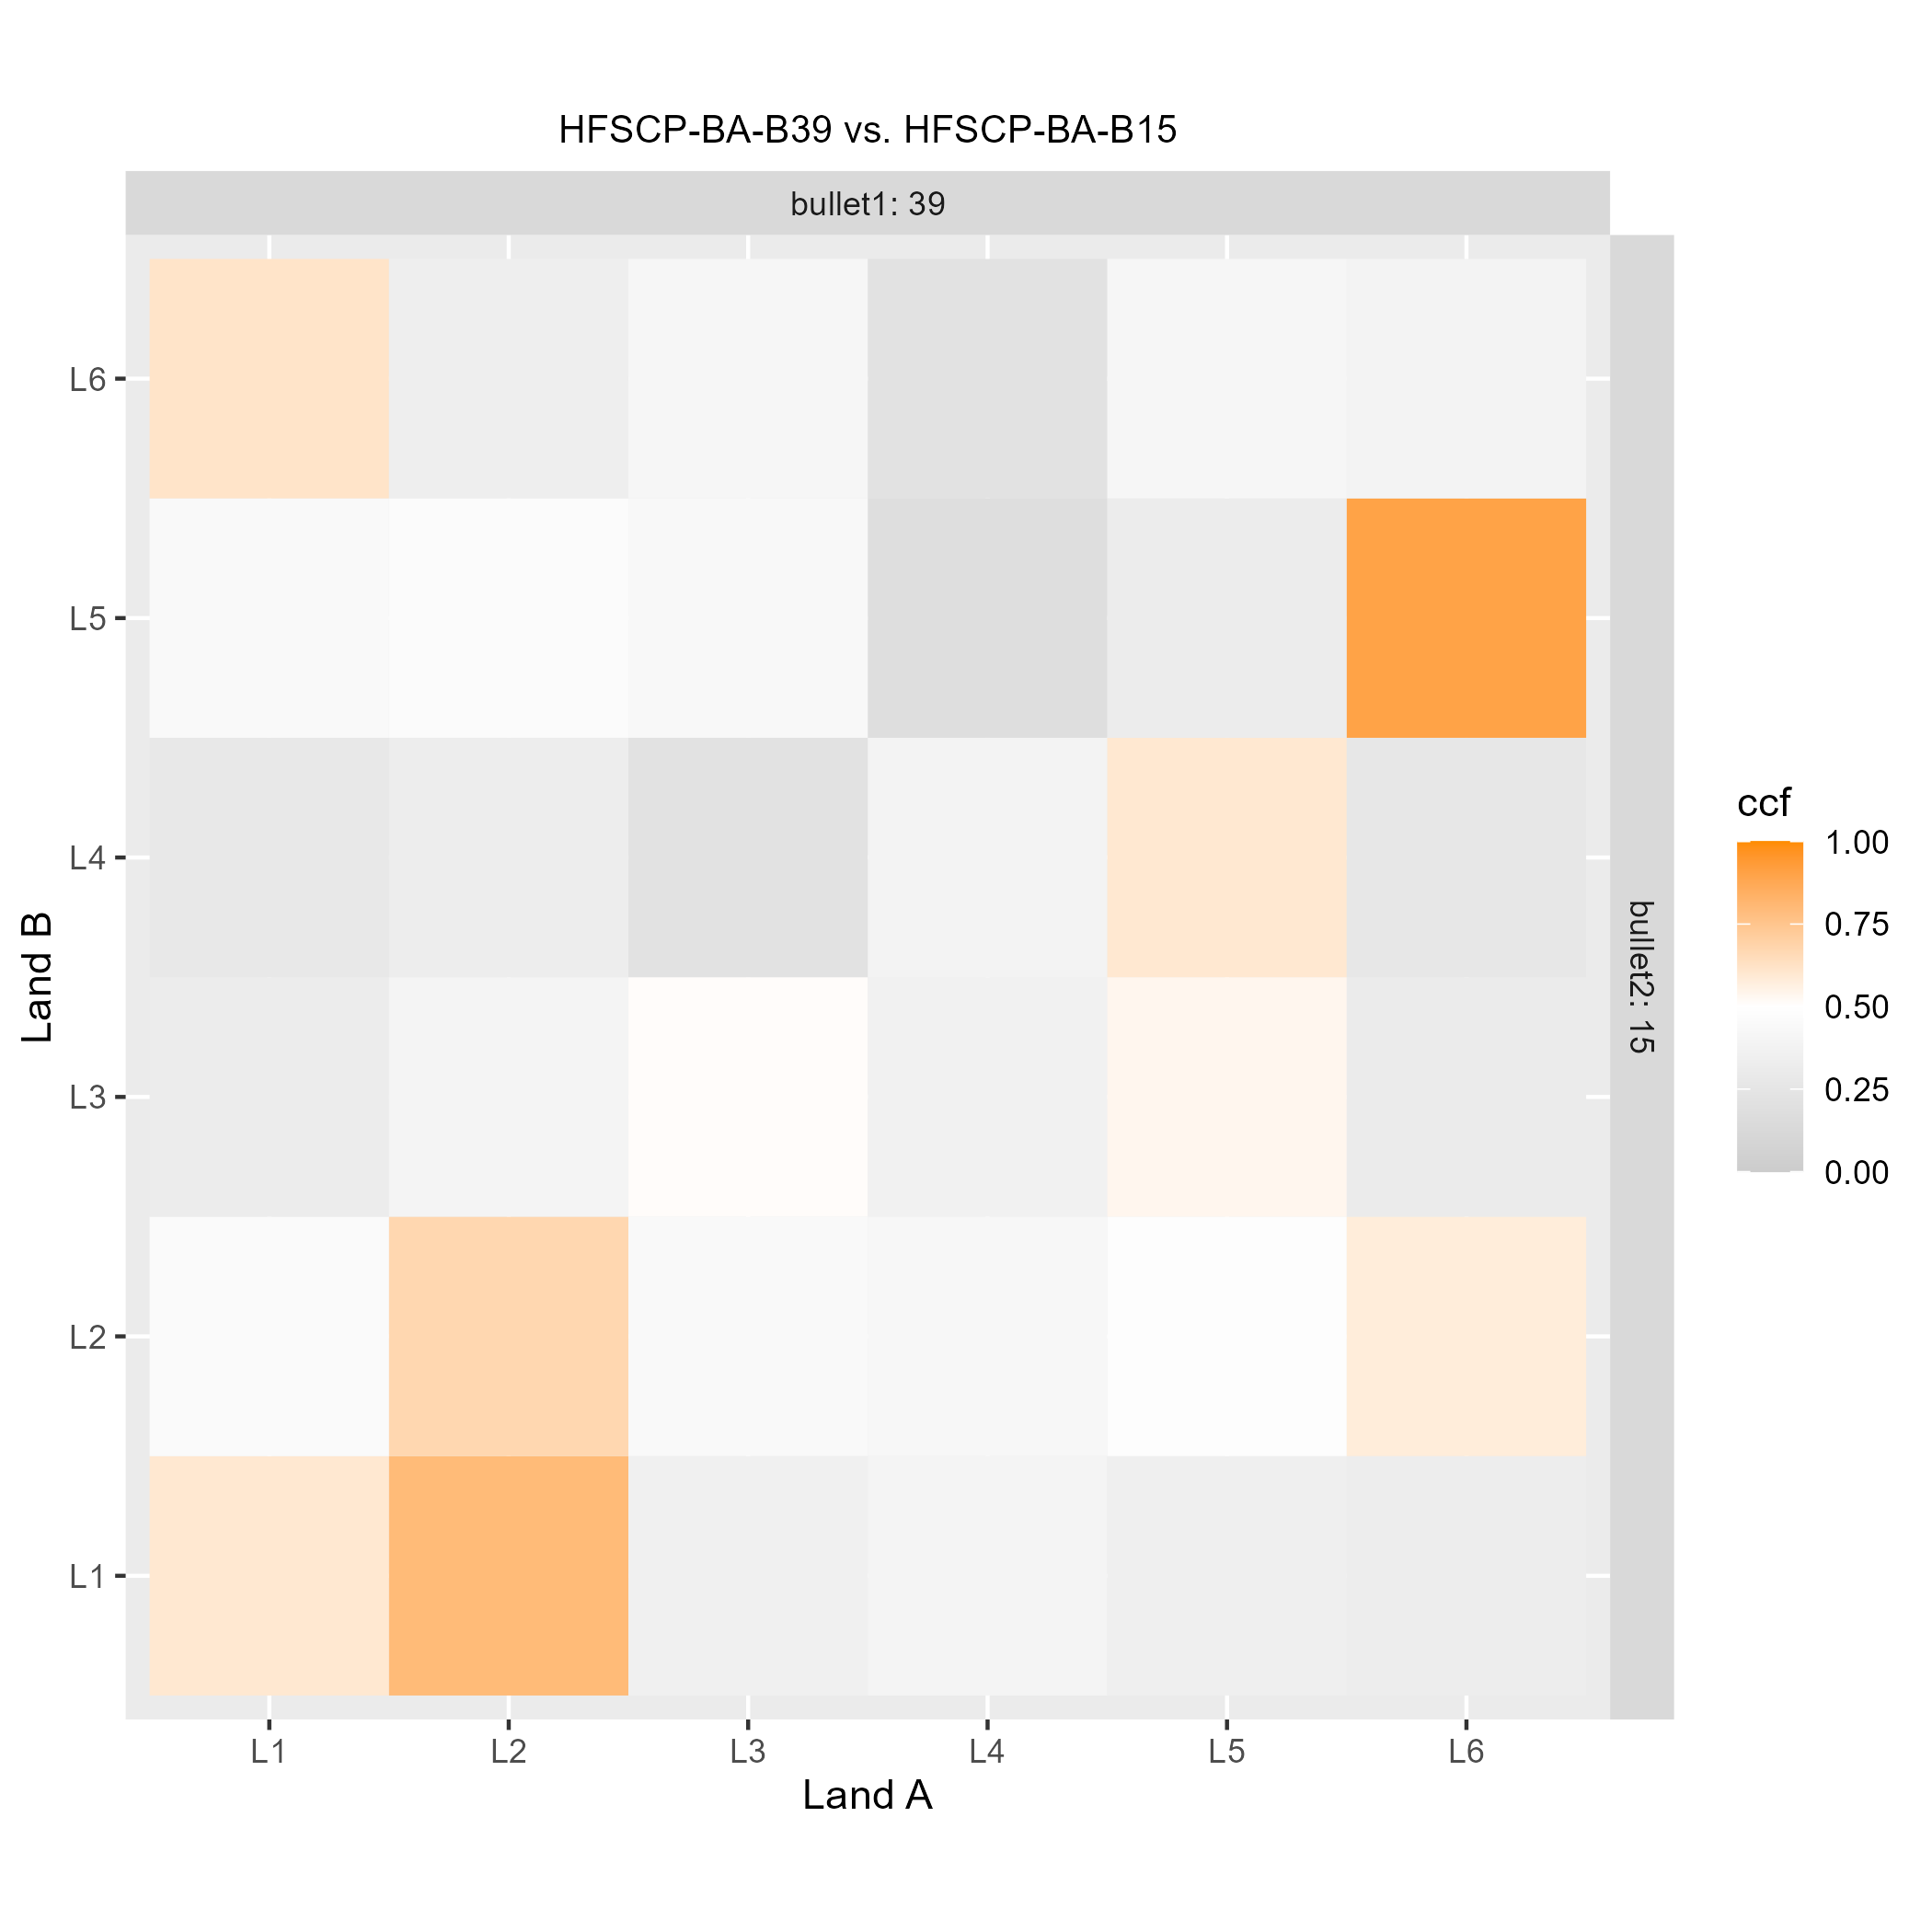 HFSCP-BA-B39 vs. HFSCP-BA-B15
bullet1: 39
L6
L5
L4
L3
L2
L1
Land B
bullet2: 15
ccf
1.00
0.75
0.50
0.25
0.00
L1
L2
L3
L4
L5
L6
Land A